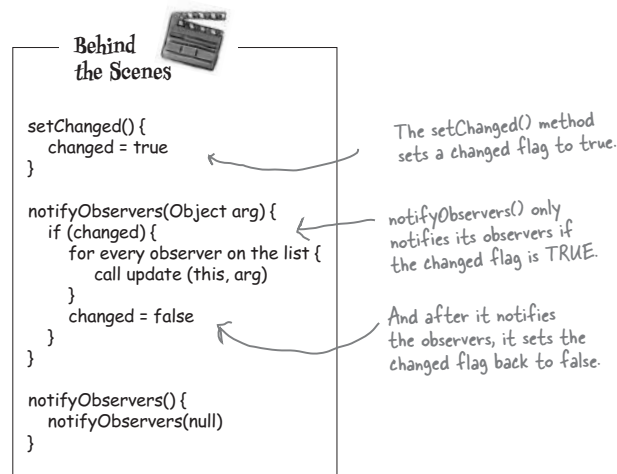 Behind
the Scenes
setChanged() {
changed = true
}
notifyObservers(Object arg) {
if (changed) {
for every observer on the list {
call update (this, arg)
}
changed = false
}
}
notifyObservers() {
notifyObservers(null)
}
The setChanged() method
sets a changed flag to true.
notifyObservers() only
notifies its observers if
the changed flag is TRUE.
And after it notifies
the observers, it sets the
changed flag back to false.